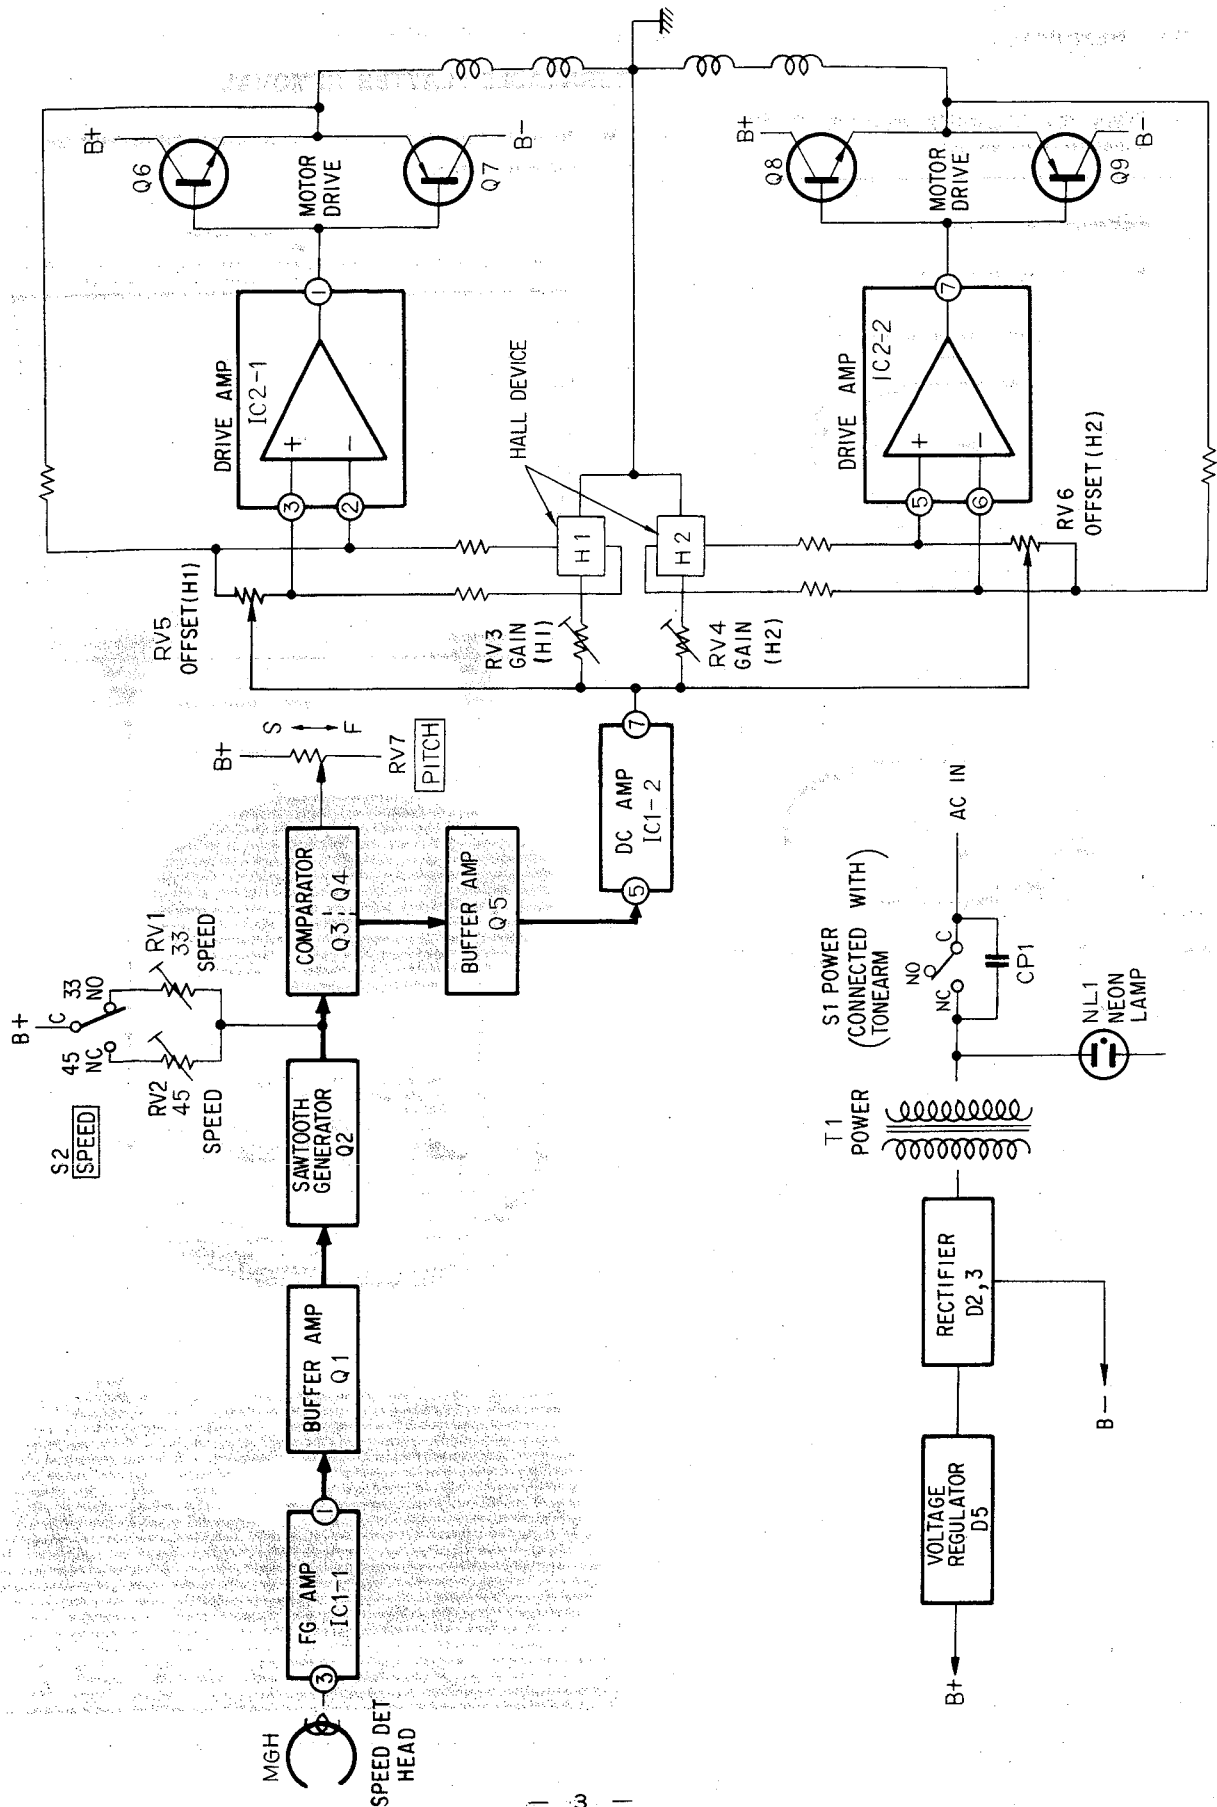 MGH
SPEED DET
HEAD
3
FG AMP
IC1-1
1
BUFFER AMP
Q1
SAWTOOTH
GENERATOR
Q2
S2
SPEED
B+
C
45
NC
33
NO
RV2
45
SPEED
RV1
33
SPEED
COMPARATOR
Q3 Q4
BUFFER AMP
Q5
B+
S
F
RV7
PITCH
5
DC AMP
IC1-2
7
RV5
OFFSET(H1)
RV3
GAIN
(H1)
RV4
GAIN
(H2)
H1
H2
HALL DEVICE
3
2
+
−
DRIVE AMP
IC2-1
1
MOTOR
DRIVE
Q6
B+
Q7
B−
RV6
OFFSET(H2)
5
6
+
−
DRIVE AMP
IC2-2
7
MOTOR
DRIVE
Q8
B+
Q9
B−
B+
VOLTAGE
REGULATOR
D5
RECTIFIER
D2,3
B−
T1
POWER
S1 POWER
(CONNECTED WITH)
TONEARM
NO
NC
C
CP1
NL1
NEON
LAMP
AC IN
— 3 —